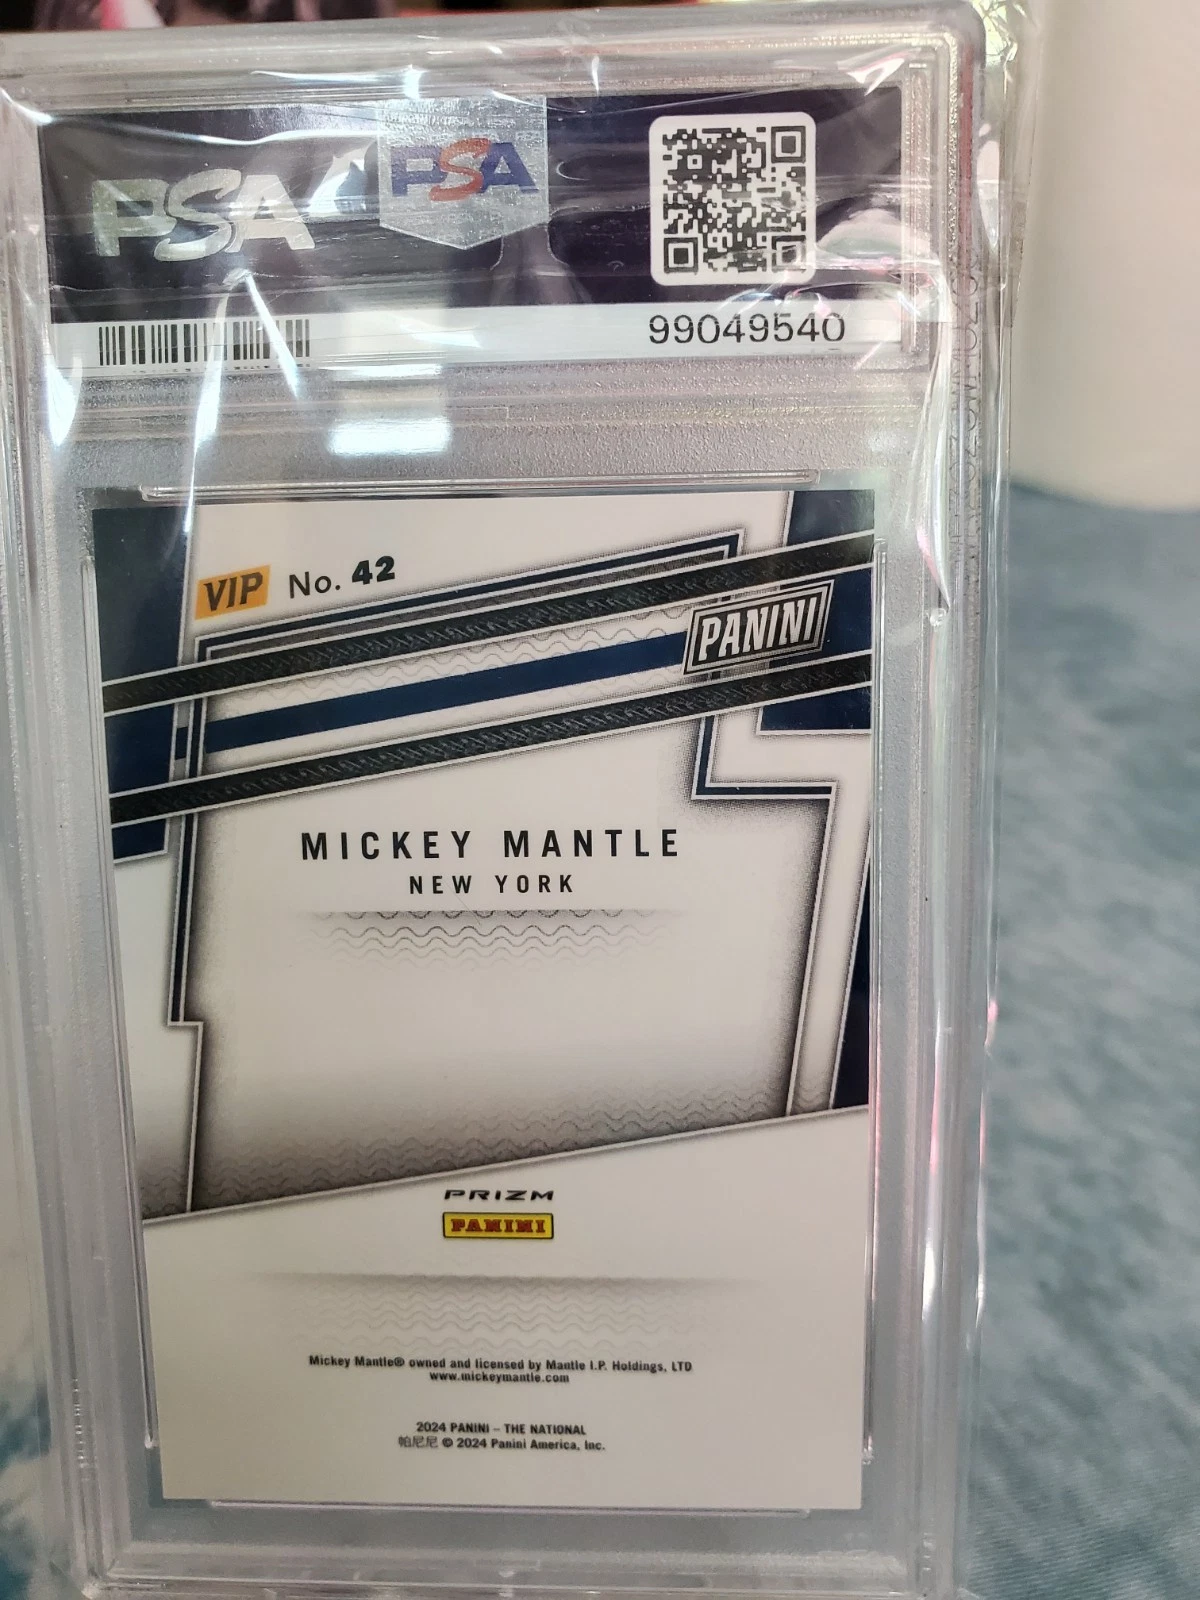 PSA
PSA
99049540
VIP No. 42
PANINI
MICKEY MANTLE
NEW YORK
PRIZM
PANINI
Mickey Mantle® owned and licensed by Mantle I.P. Holdings, LTD
www.mickeymantle.com
2024 PANINI – THE NATIONAL
帕尼尼 © 2024 Panini America, Inc.